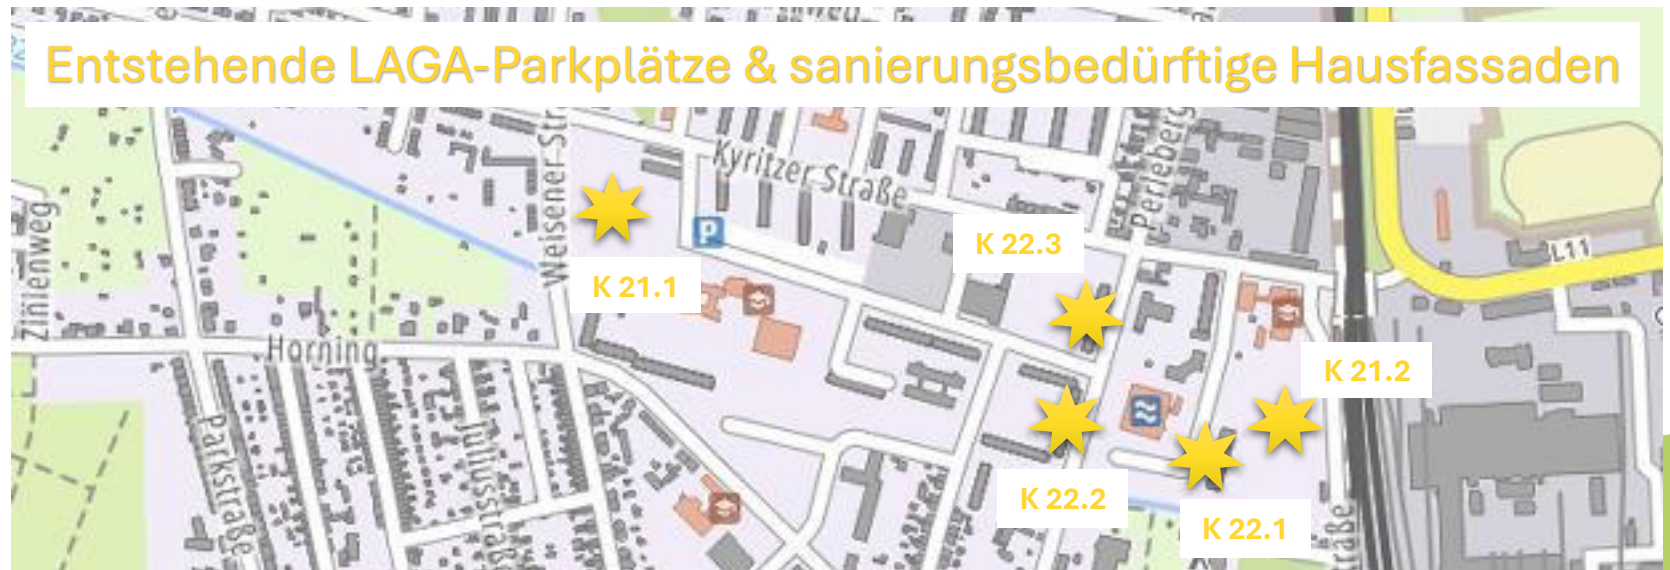 Entstehende LAGA-Parkplätze & sanierungsbedürftige Hausfassaden
Weisener Str
Kyritzer Straße
Perleberg
Zinienweg
P
K 22.3
L11
K 21.1
Horning
K 21.2
Parkstraße
Juliusstraße
K 22.2
K 22.1
raße